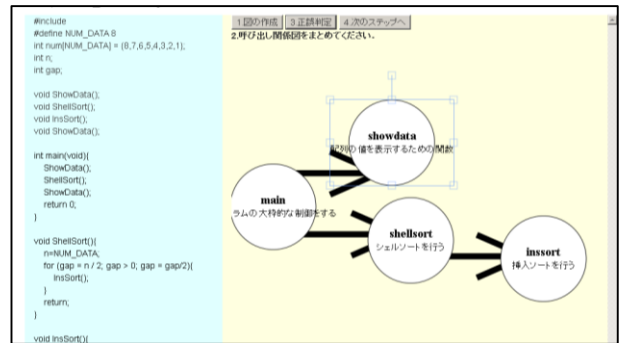 #include
#define NUM_DATA 8
int num[NUM_DATA] = {8,7,6,5,4,3,2,1};
int n;
int gap;
void ShowData();
void ShellSort();
void InsSort();
void ShowData();
int main(void){
ShowData();
ShellSort();
ShowData();
return 0;
}
void ShellSort(){
n=NUM_DATA;
for (gap = n / 2; gap > 0; gap = gap/2){
InsSort();
}
return;
}
void InsSort(){
1.図の作成 3.正誤判定 4.次のステップへ
2.呼び出し関係図をまとめてください.
showdata
配列の値を表示するための関数
main
ラムの大枠的な制御をする
shellsort
シェルソートを行う
inssort
挿入ソートを行う